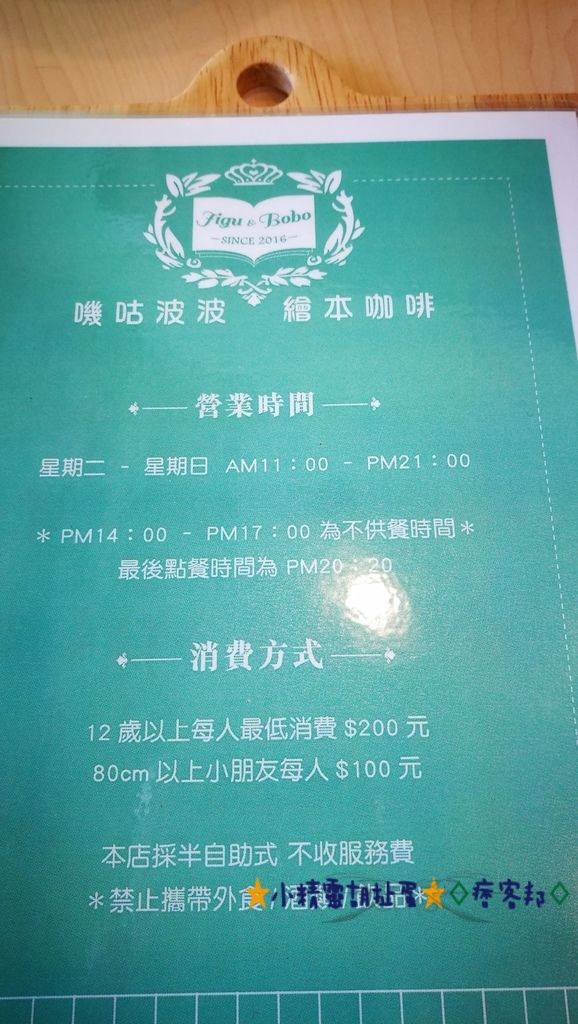 Jigu & Bobo
SINCE 2016
嘰咕波波 繪本咖啡
營業時間
星期二 - 星期日 AM11：00 - PM21：00
＊PM14：00 - PM17：00 為不供餐時間＊
最後點餐時間為 PM20：20
消費方式
12 歲以上每人最低消費 $200 元
80cm 以上小朋友每人 $100 元
本店採半自助式 不收服務費
＊禁止攜帶外食
⭐小精靈胡扯蛋⭐◇痞客邦◇